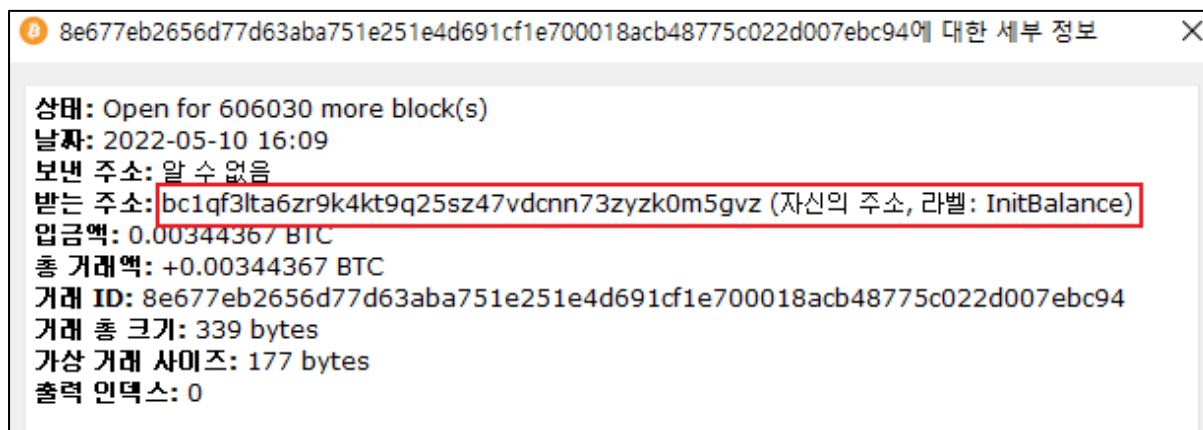 8e677eb2656d77d63aba751e251e4d691cf1e700018acb48775c022d007ebc94에 대한 세부 정보
상태: Open for 606030 more block(s)
날짜: 2022-05-10 16:09
보낸 주소: 알 수 없음
받는 주소: bc1qf3lta6zr9k4kt9q25sz47vdcnn73zyzk0m5gvz (자신의 주소, 라벨: InitBalance)
입금액: 0.00344367 BTC
총 거래액: +0.00344367 BTC
거래 ID: 8e677eb2656d77d63aba751e251e4d691cf1e700018acb48775c022d007ebc94
거래 총 크기: 339 bytes
가상 거래 사이즈: 177 bytes
출력 인덱스: 0